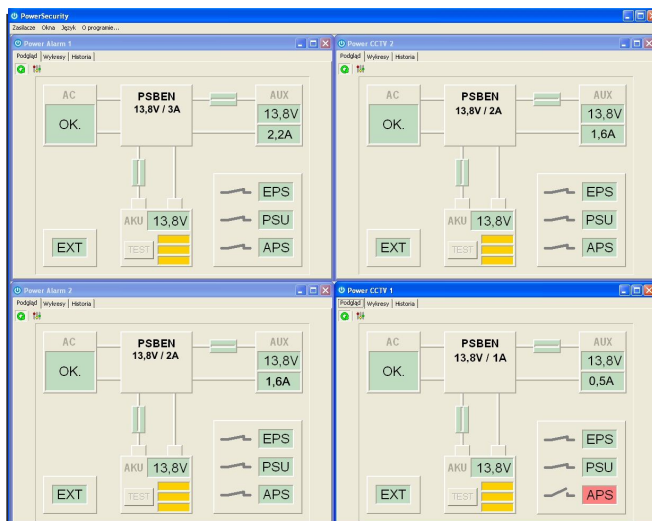 PowerSecurity
Zasilacze Okna Język O programie...
Power Alarm 1
Podgląd Wykresy Historia
AC
OK.
PSBEN
13,8V / 3A
AUX
13,8V
2,2A
AKU 13,8V
TEST
EXT
EPS
PSU
APS
Power CCTV 2
Podgląd Wykresy Historia
AC
OK.
PSBEN
13,8V / 2A
AUX
13,8V
1,6A
AKU 13,8V
TEST
EXT
EPS
PSU
APS
Power Alarm 2
Podgląd Wykresy Historia
AC
OK.
PSBEN
13,8V / 2A
AUX
13,8V
1,6A
AKU 13,8V
TEST
EXT
EPS
PSU
APS
Power CCTV 1
Podgląd Wykresy Historia
AC
OK.
PSBEN
13,8V / 1A
AUX
13,8V
0,5A
AKU 13,8V
TEST
EXT
EPS
PSU
APS